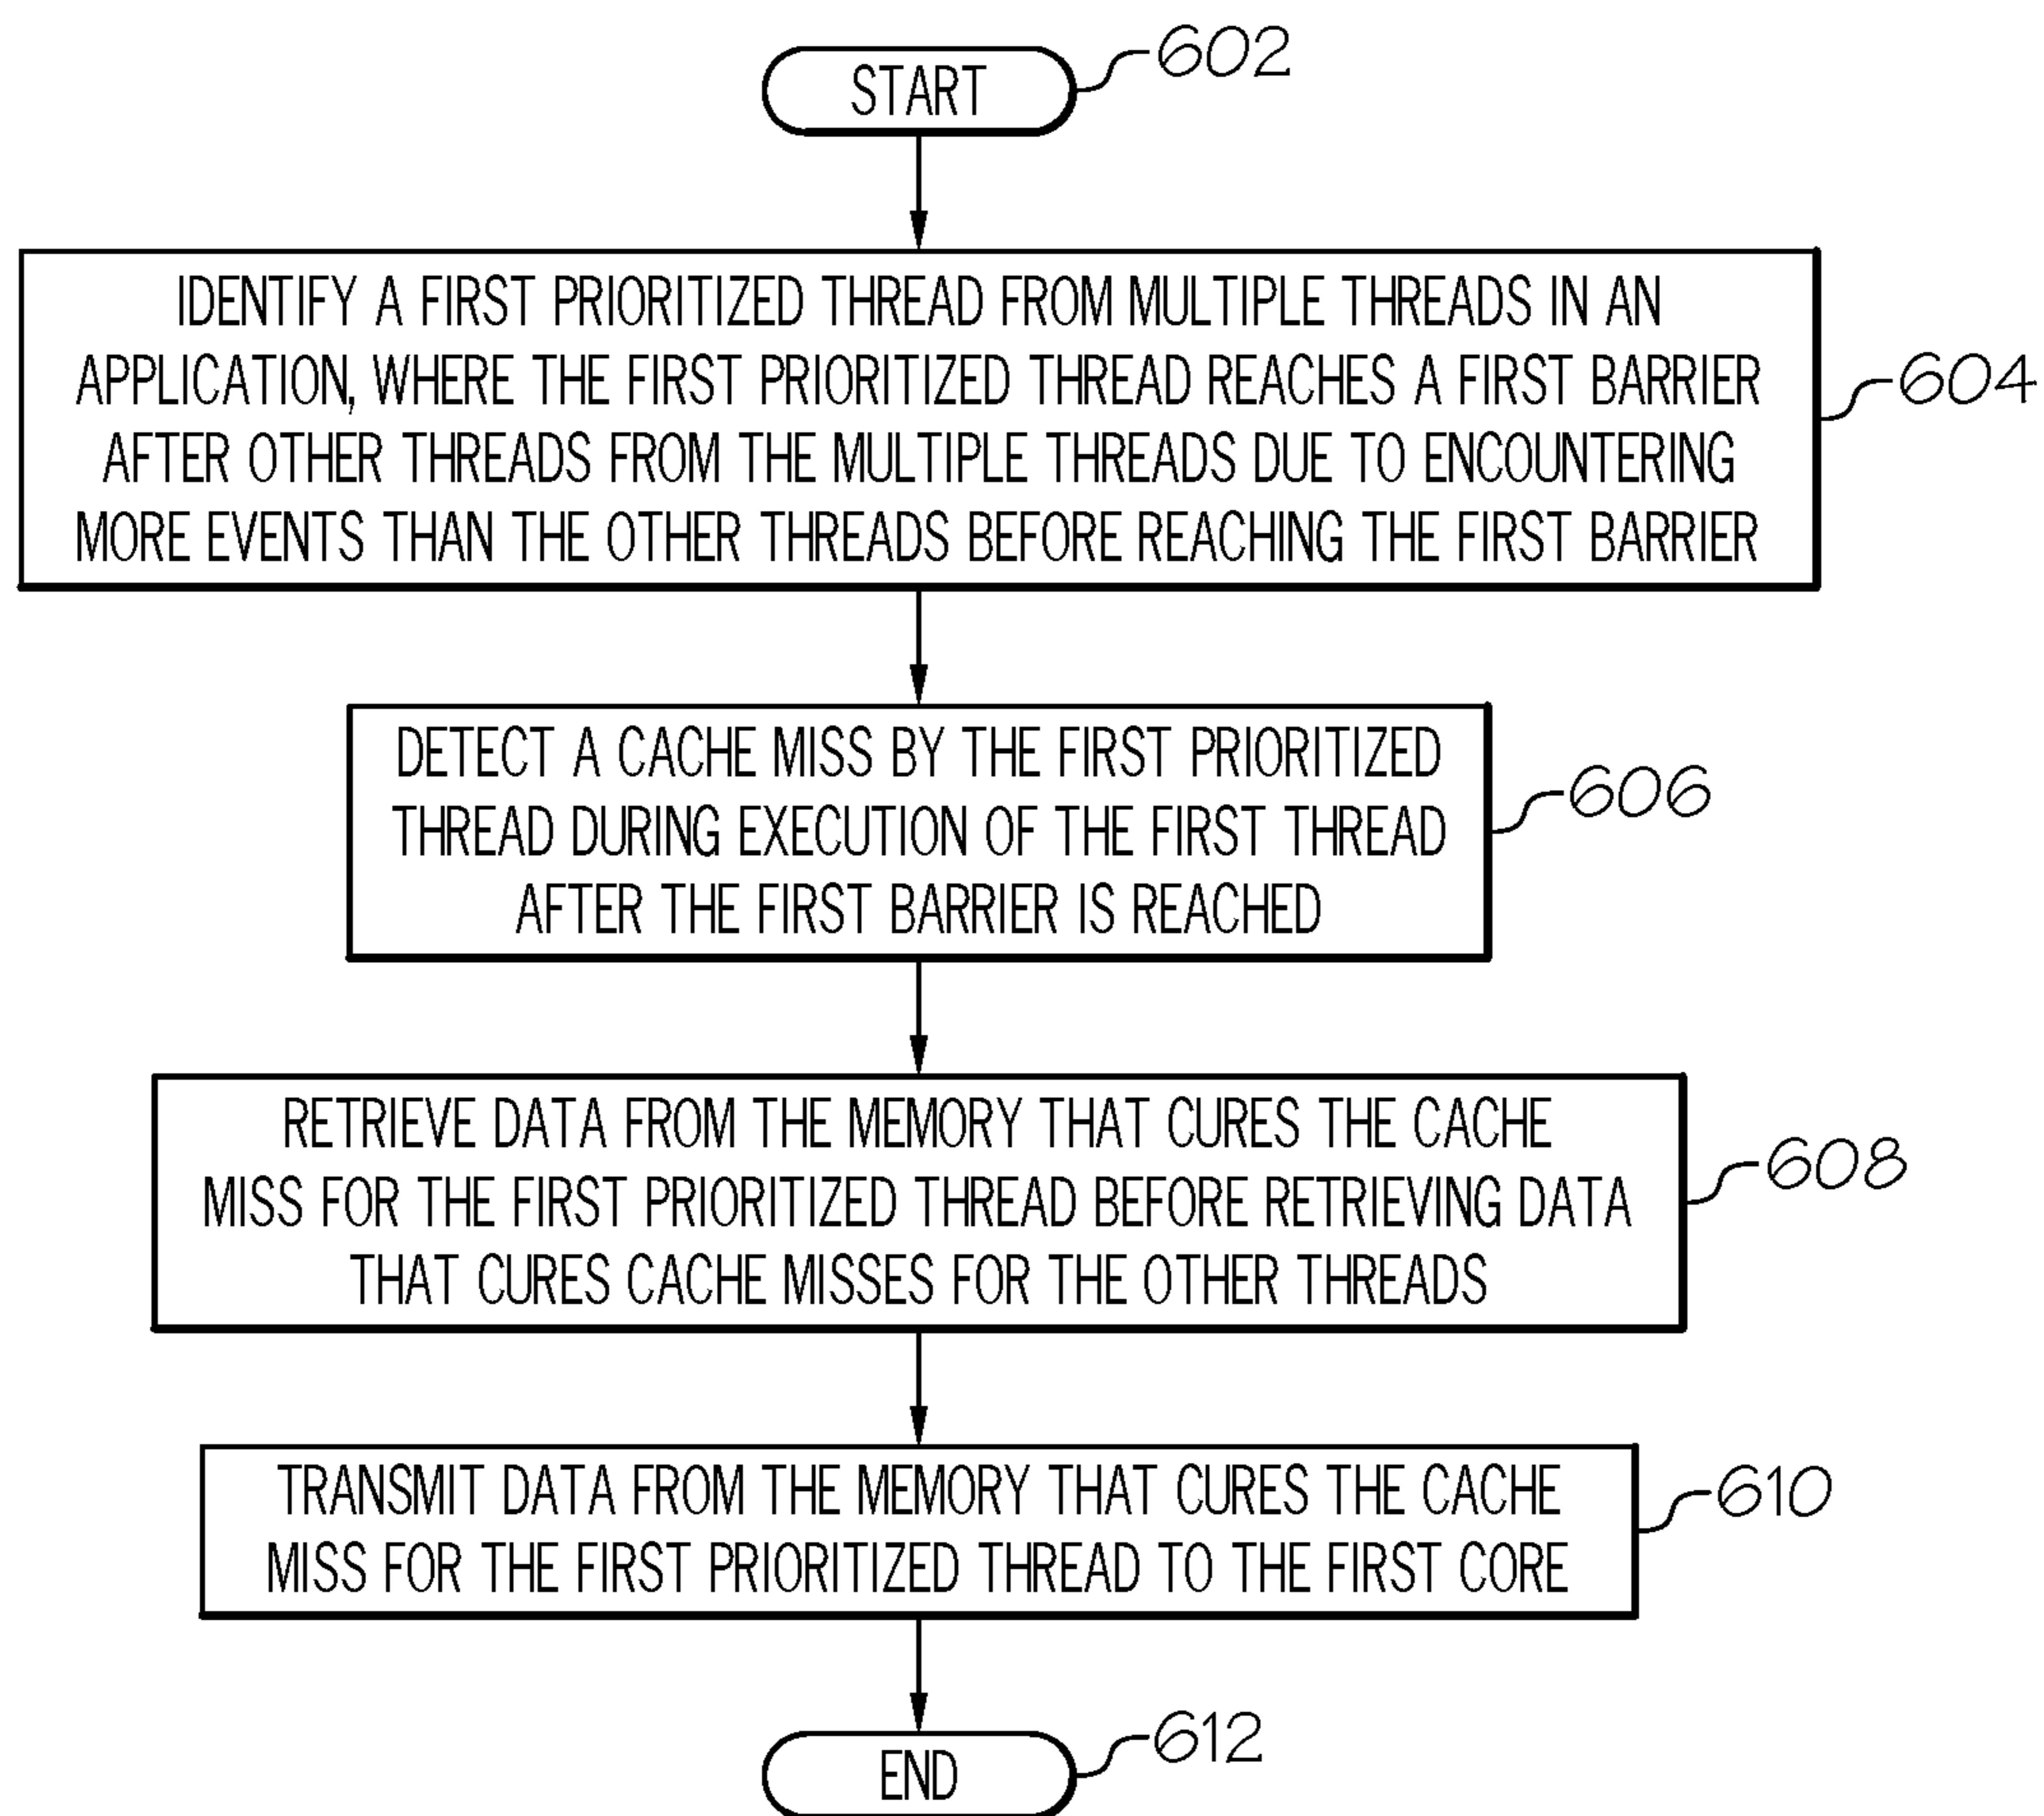 START
602
IDENTIFY A FIRST PRIORITIZED THREAD FROM MULTIPLE THREADS IN AN
APPLICATION, WHERE THE FIRST PRIORITIZED THREAD REACHES A FIRST BARRIER
AFTER OTHER THREADS FROM THE MULTIPLE THREADS DUE TO ENCOUNTERING
MORE EVENTS THAN THE OTHER THREADS BEFORE REACHING THE FIRST BARRIER
604
DETECT A CACHE MISS BY THE FIRST PRIORITIZED
THREAD DURING EXECUTION OF THE FIRST THREAD
AFTER THE FIRST BARRIER IS REACHED
606
RETRIEVE DATA FROM THE MEMORY THAT CURES THE CACHE
MISS FOR THE FIRST PRIORITIZED THREAD BEFORE RETRIEVING DATA
THAT CURES CACHE MISSES FOR THE OTHER THREADS
608
TRANSMIT DATA FROM THE MEMORY THAT CURES THE CACHE
MISS FOR THE FIRST PRIORITIZED THREAD TO THE FIRST CORE
610
END
612